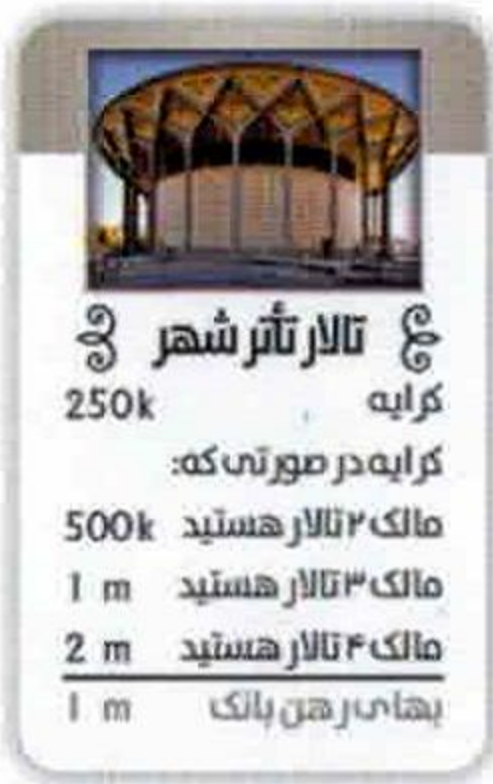 تالار تأتر شهر
کرایه 250k
کرایه در صورتی که:
مالک ۲ تالار هستید 500k
مالک ۳ تالار هستید 1 m
مالک ۴ تالار هستید 2 m
بهای رهن بانک 1 m